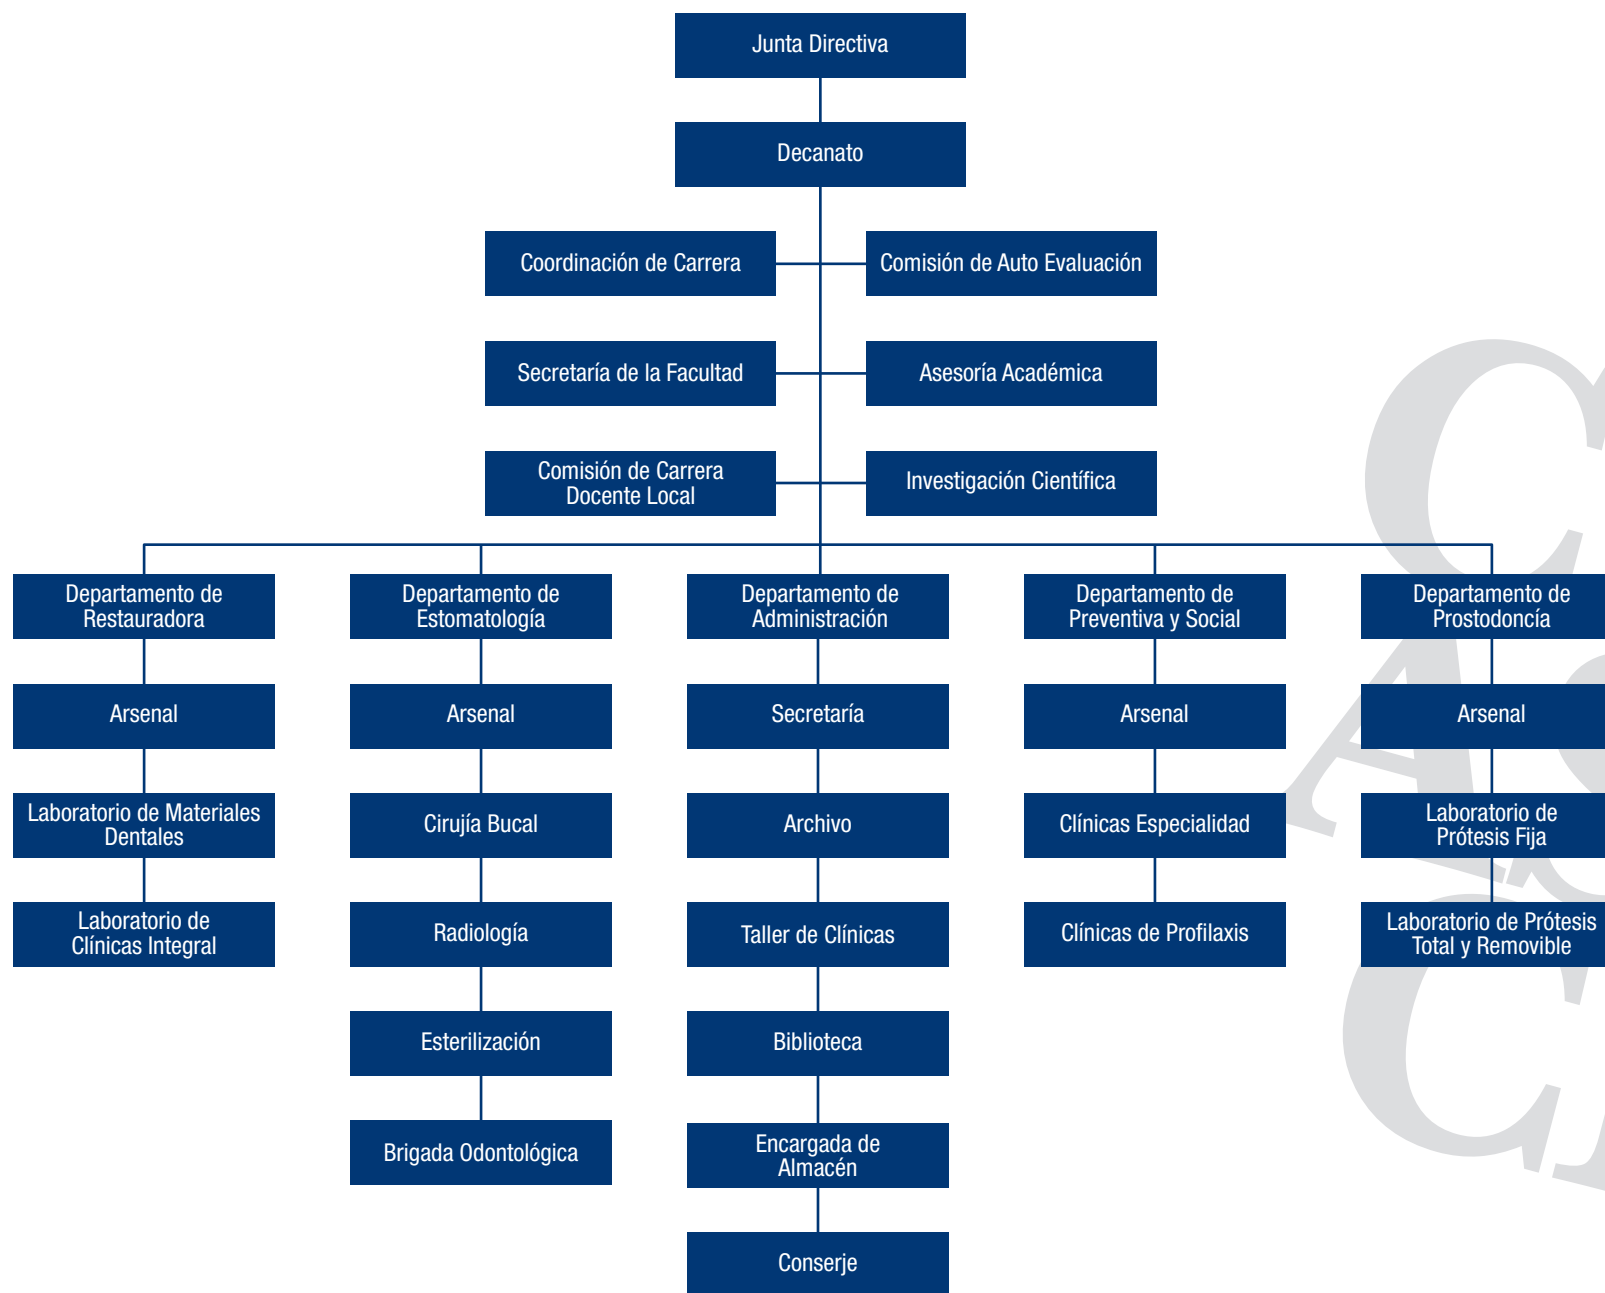 Junta Directiva
Decanato
Coordinación de Carrera
Comisión de Auto Evaluación
Secretaría de la Facultad
Asesoría Académica
Comisión de Carrera
Docente Local
Investigación Científica
Departamento de
Restauradora
Departamento de
Estomatología
Departamento de
Administración
Departamento de
Preventiva y Social
Departamento de
Prostodoncía
Arsenal
Arsenal
Secretaría
Arsenal
Arsenal
Laboratorio de Materiales
Dentales
Cirujía Bucal
Archivo
Clínicas Especialidad
Laboratorio de
Prótesis Fija
Laboratorio de
Clínicas Integral
Radiología
Taller de Clínicas
Clínicas de Profilaxis
Laboratorio de Prótesis
Total y Removible
Esterilización
Biblioteca
Brigada Odontológica
Encargada de
Almacén
Conserje